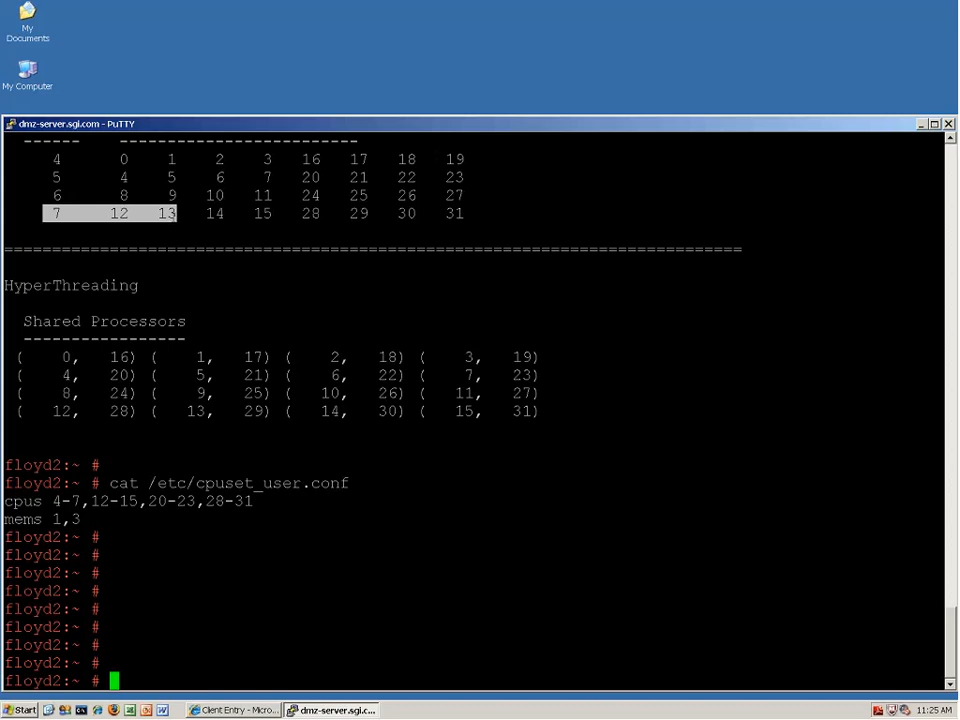 My
Documents
My Computer
dmz-server.sgi.com - PuTTY
------    -------------------------
4 0 1 2 3 16 17 18 19
5 4 5 6 7 20 21 22 23
6 8 9 10 11 24 25 26 27
7 12 13 14 15 28 29 30 31
=============================================================================
HyperThreading
Shared Processors
-----------------
( 0, 16) ( 1, 17) ( 2, 18) ( 3, 19)
( 4, 20) ( 5, 21) ( 6, 22) ( 7, 23)
( 8, 24) ( 9, 25) ( 10, 26) ( 11, 27)
( 12, 28) ( 13, 29) ( 14, 30) ( 15, 31)
floyd2:~ #
floyd2:~ # cat /etc/cpuset_user.conf
cpus 4-7,12-15,20-23,28-31
mems 1,3
floyd2:~ #
floyd2:~ #
floyd2:~ #
floyd2:~ #
floyd2:~ #
floyd2:~ #
floyd2:~ #
floyd2:~ #
floyd2:~ #
Start Client Entry - Micro... dmz-server.sgi.c... 11:25 AM